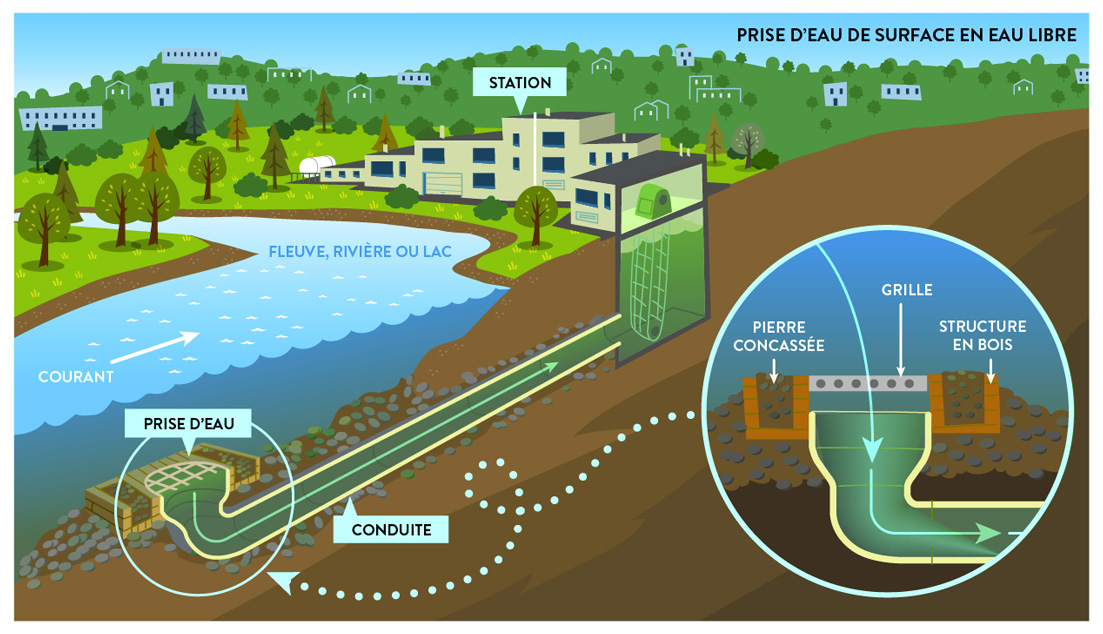 PRISE D'EAU DE SURFACE EN EAU LIBRE
STATION
FLEUVE, RIVIÈRE OU LAC
COURANT
PRISE D'EAU
CONDUITE
GRILLE
PIERRE
CONCASSÉE
STRUCTURE
EN BOIS